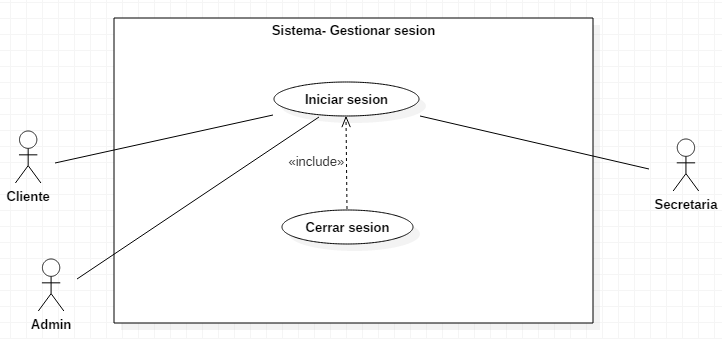 Sistema- Gestionar sesion
Iniciar sesion
«include»
Cliente
Secretaria
Cerrar sesion
Admin